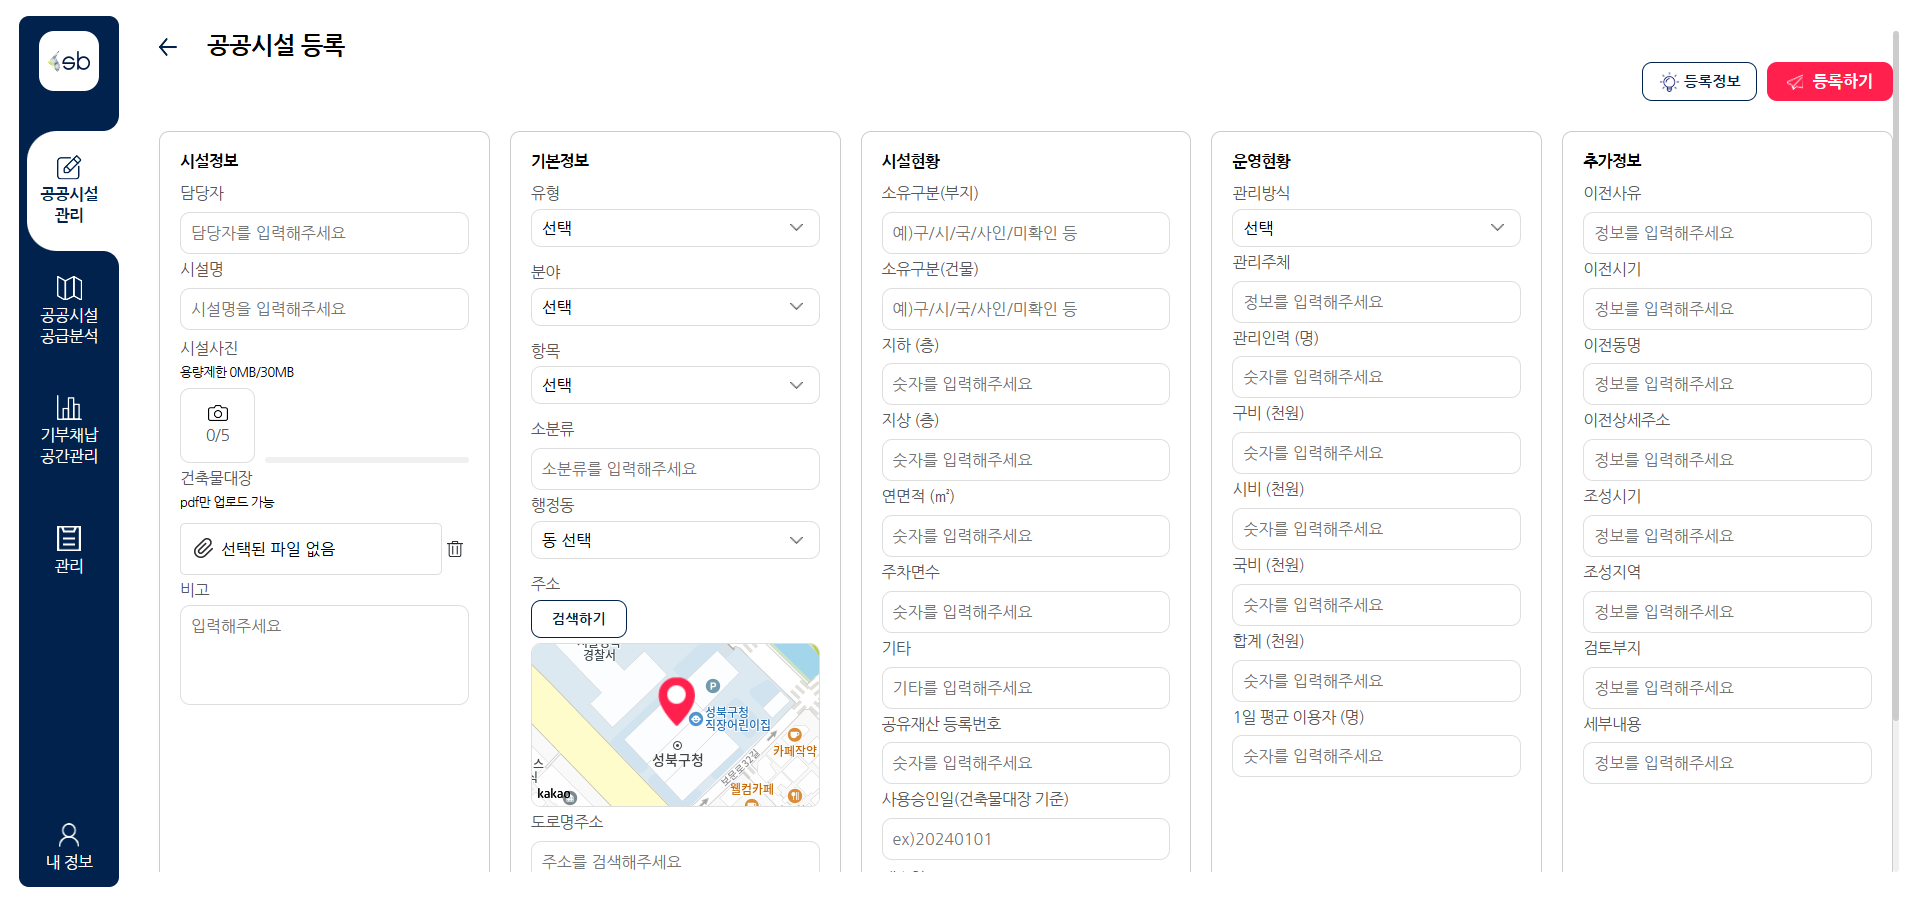 sb
공공시설
관리
공공시설
공급분석
기부채납
공간관리
관리
내 정보
공공시설 등록
등록정보
등록하기
시설정보
담당자
담당자를 입력해주세요
시설명
시설명을 입력해주세요
시설사진
용량제한 0MB/30MB
0/5
건축물대장
pdf만 업로드 가능
선택된 파일 없음
비고
입력해주세요
기본정보
유형
선택
분야
선택
항목
선택
소분류
소분류를 입력해주세요
행정동
동 선택
주소
검색하기
경찰서
P
성북구청
직장어린이집
성북구청
카페작약
보문로32길
웰컴카페
스
식
kakao
도로명주소
주소를 검색해주세요
시설현황
소유구분(부지)
예)구/시/국/사인/미확인 등
소유구분(건물)
예)구/시/국/사인/미확인 등
지하 (층)
숫자를 입력해주세요
지상 (층)
숫자를 입력해주세요
연면적 (㎡)
숫자를 입력해주세요
주차면수
숫자를 입력해주세요
기타
기타를 입력해주세요
공유재산 등록번호
숫자를 입력해주세요
사용승인일(건축물대장 기준)
ex)20240101
운영현황
관리방식
선택
관리주체
정보를 입력해주세요
관리인력 (명)
숫자를 입력해주세요
구비 (천원)
숫자를 입력해주세요
시비 (천원)
숫자를 입력해주세요
국비 (천원)
숫자를 입력해주세요
합계 (천원)
숫자를 입력해주세요
1일 평균 이용자 (명)
숫자를 입력해주세요
추가정보
이전사유
정보를 입력해주세요
이전시기
정보를 입력해주세요
이전동명
정보를 입력해주세요
이전상세주소
정보를 입력해주세요
조성시기
정보를 입력해주세요
조성지역
정보를 입력해주세요
검토부지
정보를 입력해주세요
세부내용
정보를 입력해주세요